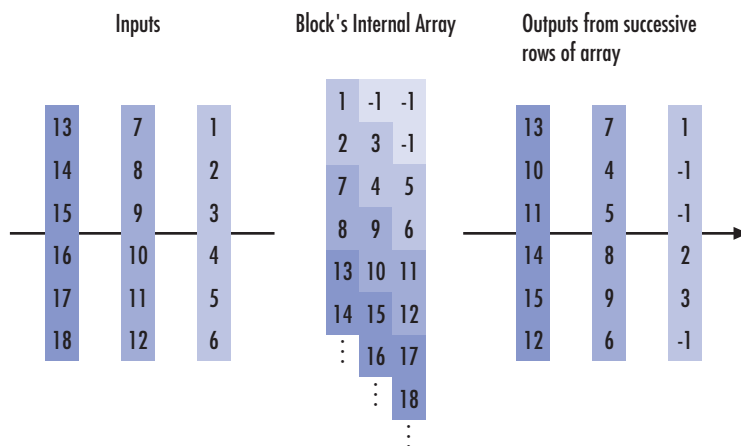 Inputs
13 7 1
14 8 2
15 9 3
16 10 4
17 11 5
18 12 6
Block's Internal Array
1 -1 -1
2 3 -1
7 4 5
8 9 6
13 10 11
14 15 12
⋮ 16 17
⋮ 18
⋮
Outputs from successive
rows of array
13 7 1
10 4 -1
11 5 -1
14 8 2
15 9 3
12 6 -1